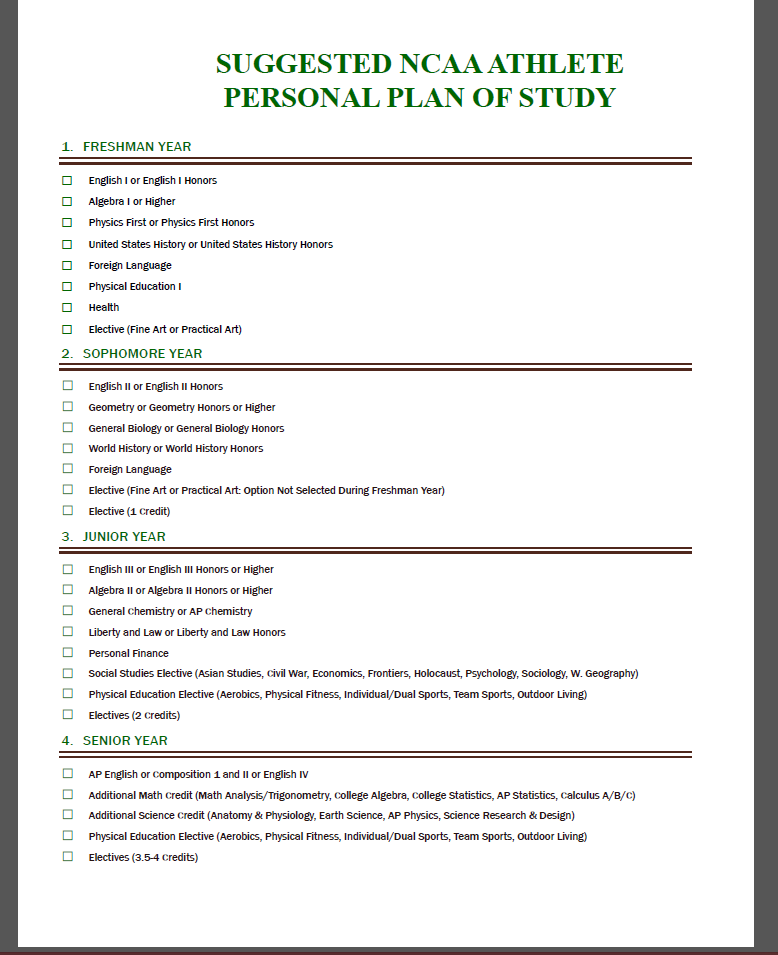 SUGGESTED NCAA ATHLETE
PERSONAL PLAN OF STUDY
1. FRESHMAN YEAR
☐ English I or English I Honors
☐ Algebra I or Higher
☐ Physics First or Physics First Honors
☐ United States History or United States History Honors
☐ Foreign Language
☐ Physical Education I
☐ Health
☐ Elective (Fine Art or Practical Art)
2. SOPHOMORE YEAR
☐ English II or English II Honors
☐ Geometry or Geometry Honors or Higher
☐ General Biology or General Biology Honors
☐ World History or World History Honors
☐ Foreign Language
☐ Elective (Fine Art or Practical Art: Option Not Selected During Freshman Year)
☐ Elective (1 Credit)
3. JUNIOR YEAR
☐ English III or English III Honors or Higher
☐ Algebra II or Algebra II Honors or Higher
☐ General Chemistry or AP Chemistry
☐ Liberty and Law or Liberty and Law Honors
☐ Personal Finance
☐ Social Studies Elective (Asian Studies, Civil War, Economics, Frontiers, Holocaust, Psychology, Sociology, W. Geography)
☐ Physical Education Elective (Aerobics, Physical Fitness, Individual/Dual Sports, Team Sports, Outdoor Living)
☐ Electives (2 Credits)
4. SENIOR YEAR
☐ AP English or Composition 1 and II or English IV
☐ Additional Math Credit (Math Analysis/Trigonometry, College Algebra, College Statistics, AP Statistics, Calculus A/B/C)
☐ Additional Science Credit (Anatomy & Physiology, Earth Science, AP Physics, Science Research & Design)
☐ Physical Education Elective (Aerobics, Physical Fitness, Individual/Dual Sports, Team Sports, Outdoor Living)
☐ Electives (3.5-4 Credits)